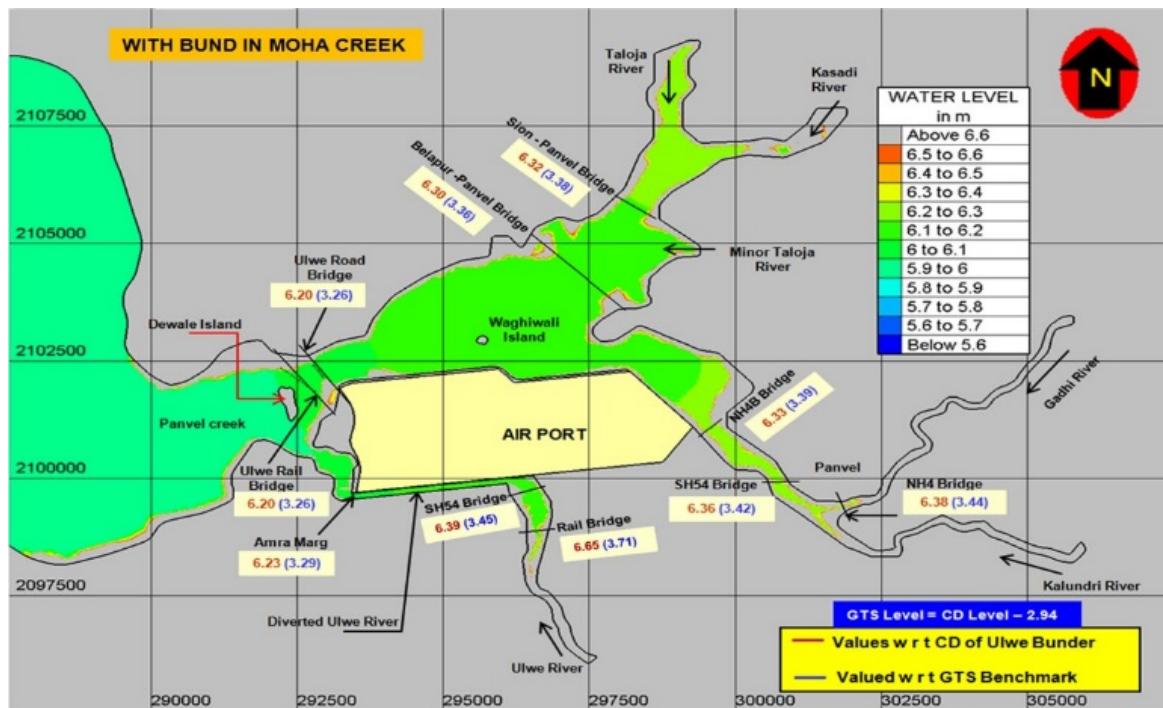 WITH BUND IN MOHA CREEK
Taloja
River
Kasadi
River
N
WATER LEVEL
in m
Above 6.6
6.5 to 6.6
6.4 to 6.5
6.3 to 6.4
6.2 to 6.3
6.1 to 6.2
6 to 6.1
5.9 to 6
5.8 to 5.9
5.7 to 5.8
5.6 to 5.7
Below 5.6
2107500
Sion - Panvel Bridge
6.32 (3.38)
Belapur -Panvel Bridge
6.30 (3.36)
2105000
Minor Taloja
River
Ulwe Road
Bridge
6.20 (3.26)
Dewale Island
Waghiwali
Island
2102500
Gadhi River
NH4B Bridge
6.33 (3.39)
Panvel creek
AIR PORT
2100000
Ulwe Rail
Bridge
6.20 (3.26)
SH54 Bridge
6.39 (3.45)
Rail Bridge
6.65 (3.71)
SH54 Bridge
6.36 (3.42)
Panvel
NH4 Bridge
6.38 (3.44)
Amra Marg
6.23 (3.29)
2097500
Kalundri River
Diverted Ulwe River
Ulwe River
GTS Level = CD Level – 2.94
Values w r t CD of Ulwe Bunder
Valued w r t GTS Benchmark
290000
292500
295000
297500
300000
302500
305000